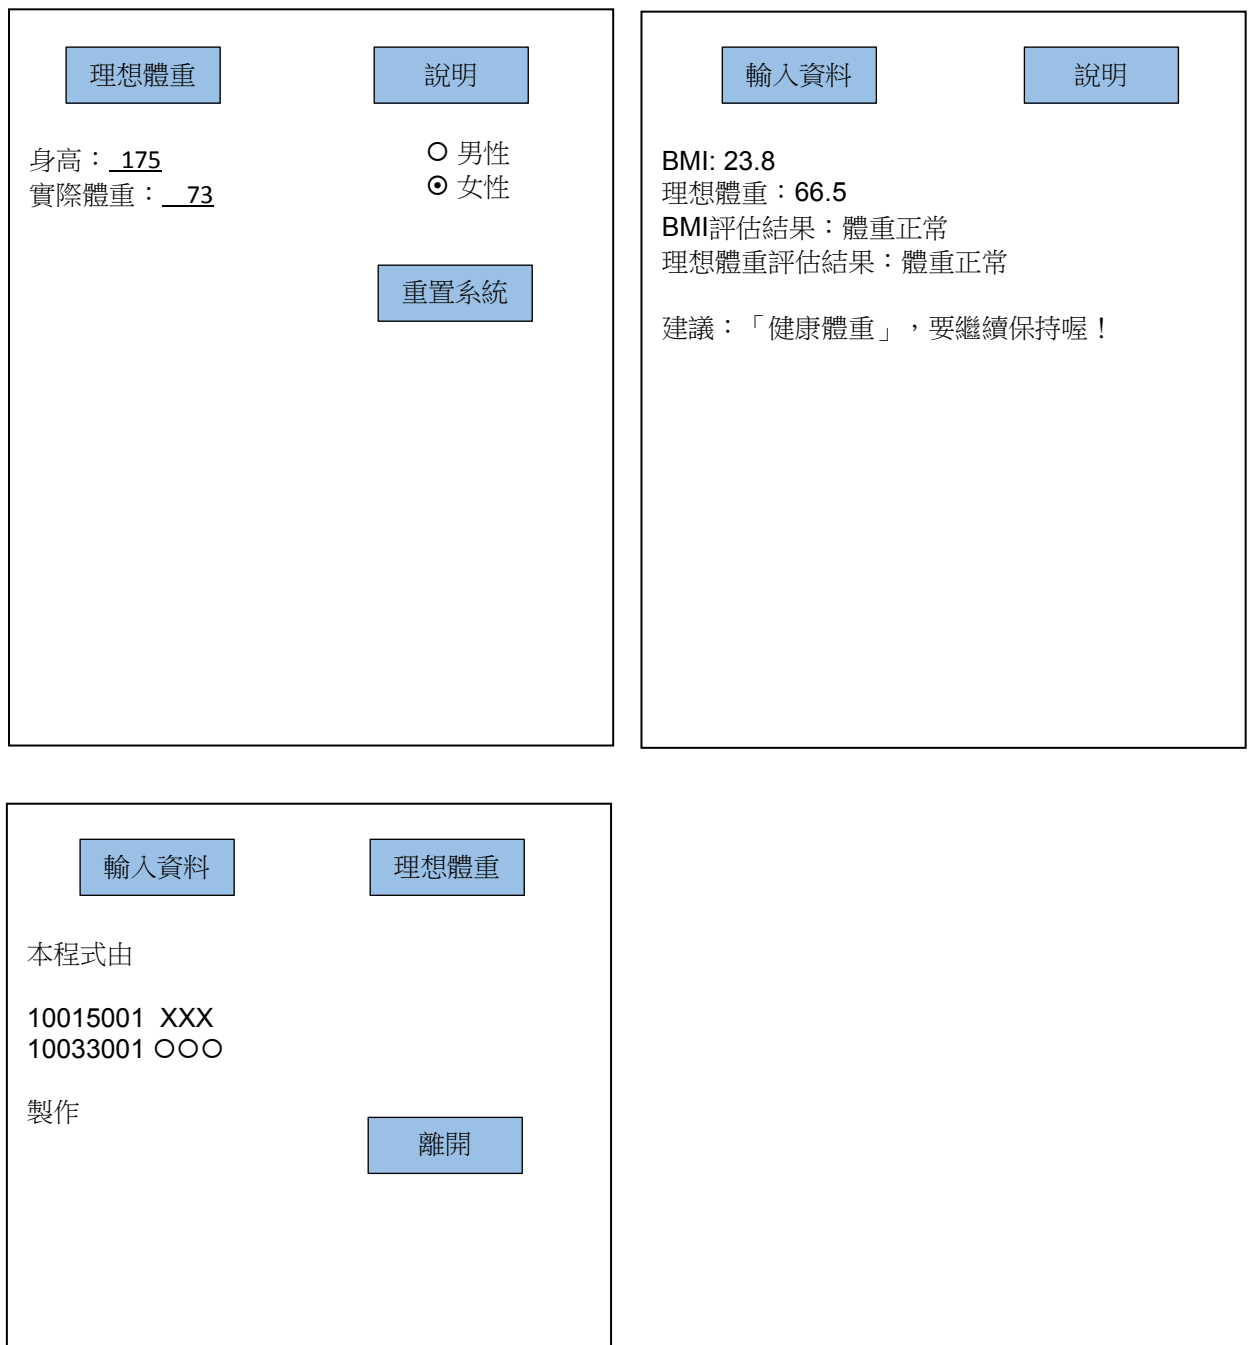 理想體重 說明
身高： 175
男性
實際體重： 73
女性
重置系統
輸入資料 說明
BMI: 23.8
理想體重：66.5
BMI評估結果：體重正常
理想體重評估結果：體重正常
建議：「健康體重」，要繼續保持喔！
輸入資料 理想體重
本程式由
10015001 XXX
10033001 〇〇〇
製作
離開